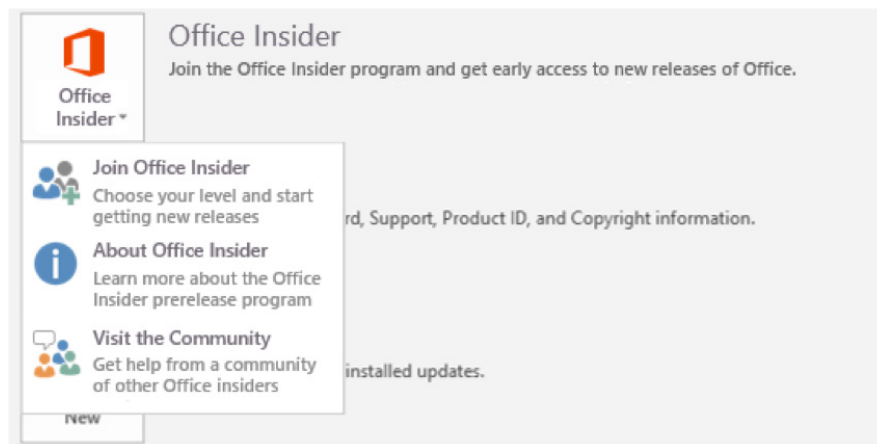 Office Insider
Join the Office Insider program and get early access to new releases of Office.
Office
Insider
Join Office Insider
Choose your level and start
getting new releases
rd, Support, Product ID, and Copyright information.
About Office Insider
Learn more about the Office
Insider prerelease program
Visit the Community
Get help from a community
of other Office insiders
installed updates.
New